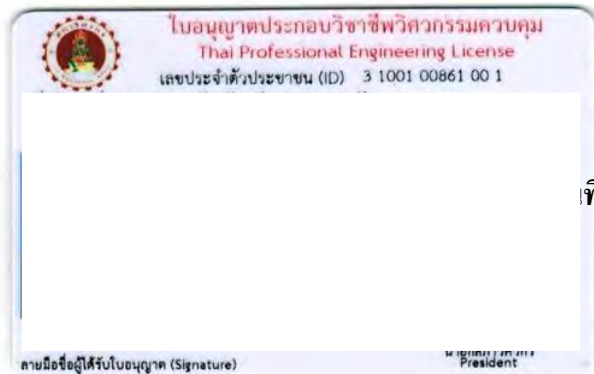 ใบอนุญาตประกอบวิชาชีพวิศวกรรมควบคุม
Thai Professional Engineering License
เลขประจำตัวประชาชน (ID) 3 1001 00861 00 1
ลายมือชื่อผู้ได้รับใบอนุญาต (Signature)
President